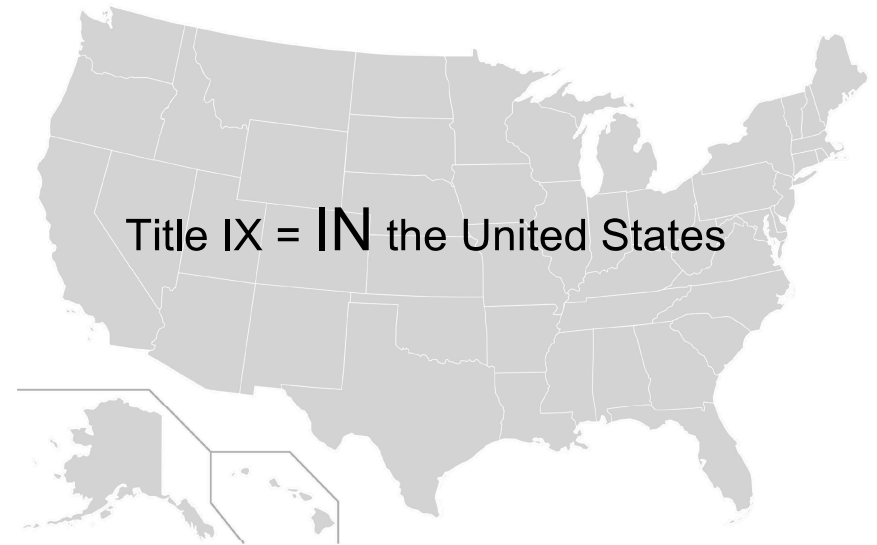 Title IX = IN the United States